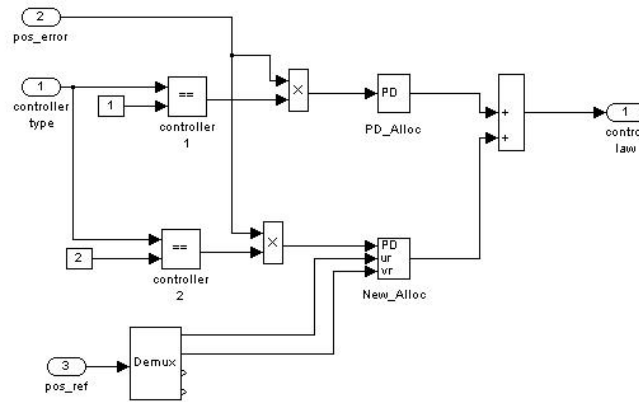 2
pos_error
1
controller
type
1
==
controller
1
×
PD
PD_Alloc
+
+
1
contro
law
2
==
controller
2
×
PD
ur
vr
New_Alloc
3
pos_ref
Demux